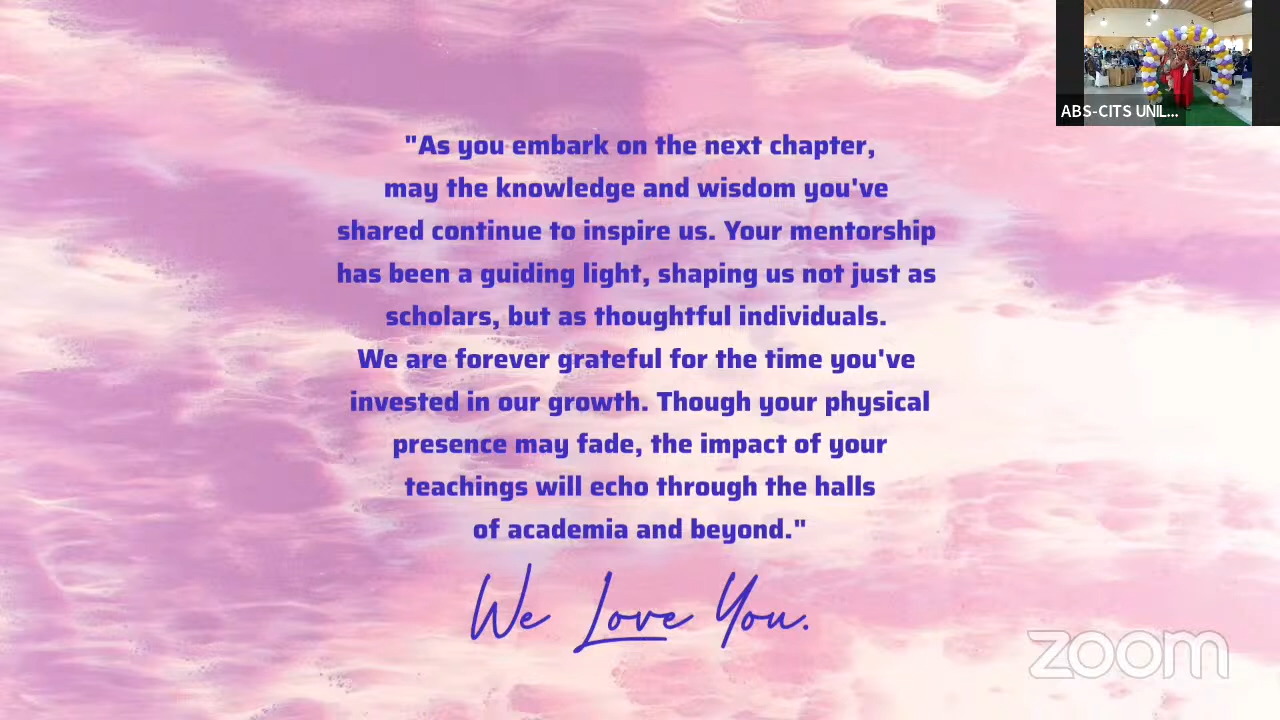 ABS-CITS UNIL...
"As you embark on the next chapter,
may the knowledge and wisdom you've
shared continue to inspire us. Your mentorship
has been a guiding light, shaping us not just as
scholars, but as thoughtful individuals.
We are forever grateful for the time you've
invested in our growth. Though your physical
presence may fade, the impact of your
teachings will echo through the halls
of academia and beyond."
We Love You.
zoom